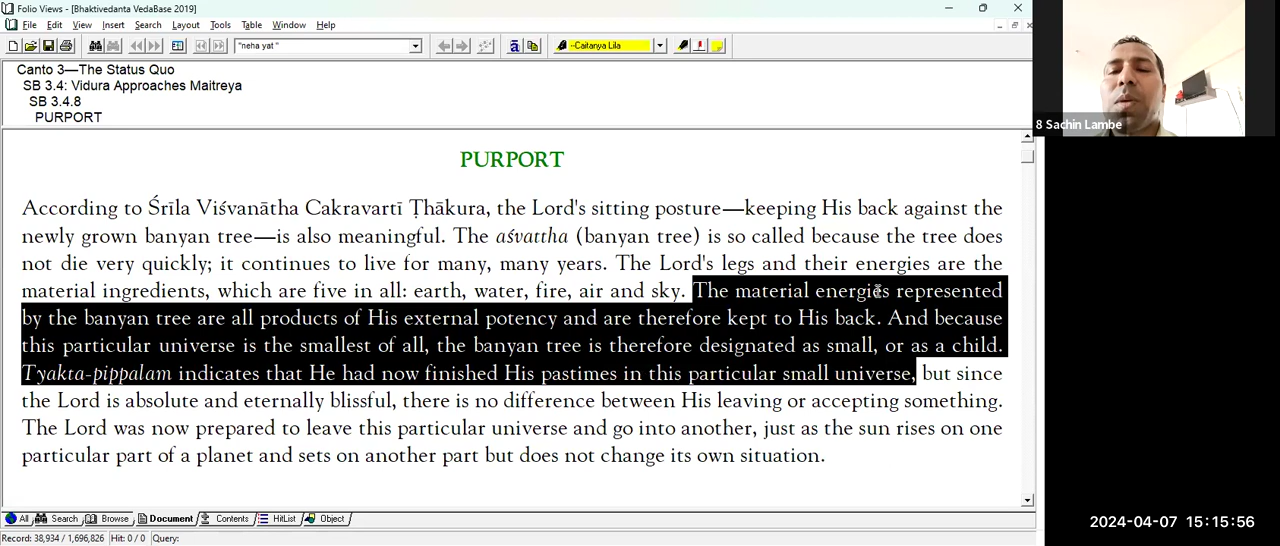 Folio Views - [Bhaktivedanta VedaBase 2019]
File Edit View Insert Search Layout Tools Table Window Help
"neha yat "
--Caitanya Lila
Canto 3—The Status Quo
SB 3.4: Vidura Approaches Maitreya
SB 3.4.8
PURPORT
PURPORT
According to Śrīla Viśvanātha Cakravartī Ṭhākura, the Lord's sitting posture—keeping His back against the
newly grown banyan tree—is also meaningful. The aśvattha (banyan tree) is so called because the tree does
not die very quickly; it continues to live for many, many years. The Lord's legs and their energies are the
material ingredients, which are five in all: earth, water, fire, air and sky. The material energies represented
by the banyan tree are all products of His external potency and are therefore kept to His back. And because
this particular universe is the smallest of all, the banyan tree is therefore designated as small, or as a child.
Tyakta-pippalam indicates that He had now finished His pastimes in this particular small universe, but since
the Lord is absolute and eternally blissful, there is no difference between His leaving or accepting something.
The Lord was now prepared to leave this particular universe and go into another, just as the sun rises on one
particular part of a planet and sets on another part but does not change its own situation.
All Search Browse Document Contents HitList Object
Record: 38,934 / 1,696,826 Hit: 0 / 0 Query:
8 Sachin Lambe
2024-04-07 15:15:56